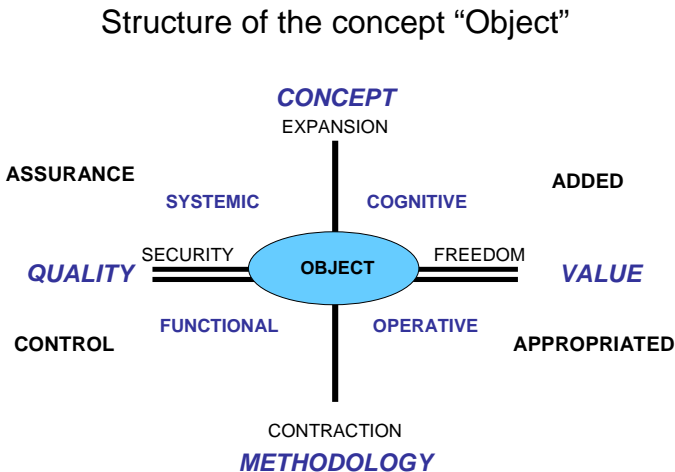 Structure of the concept “Object”
CONCEPT
EXPANSION
ASSURANCE
ADDED
SYSTEMIC
COGNITIVE
SECURITY
FREEDOM
QUALITY
OBJECT
VALUE
FUNCTIONAL
OPERATIVE
CONTROL
APPROPRIATED
CONTRACTION
METHODOLOGY